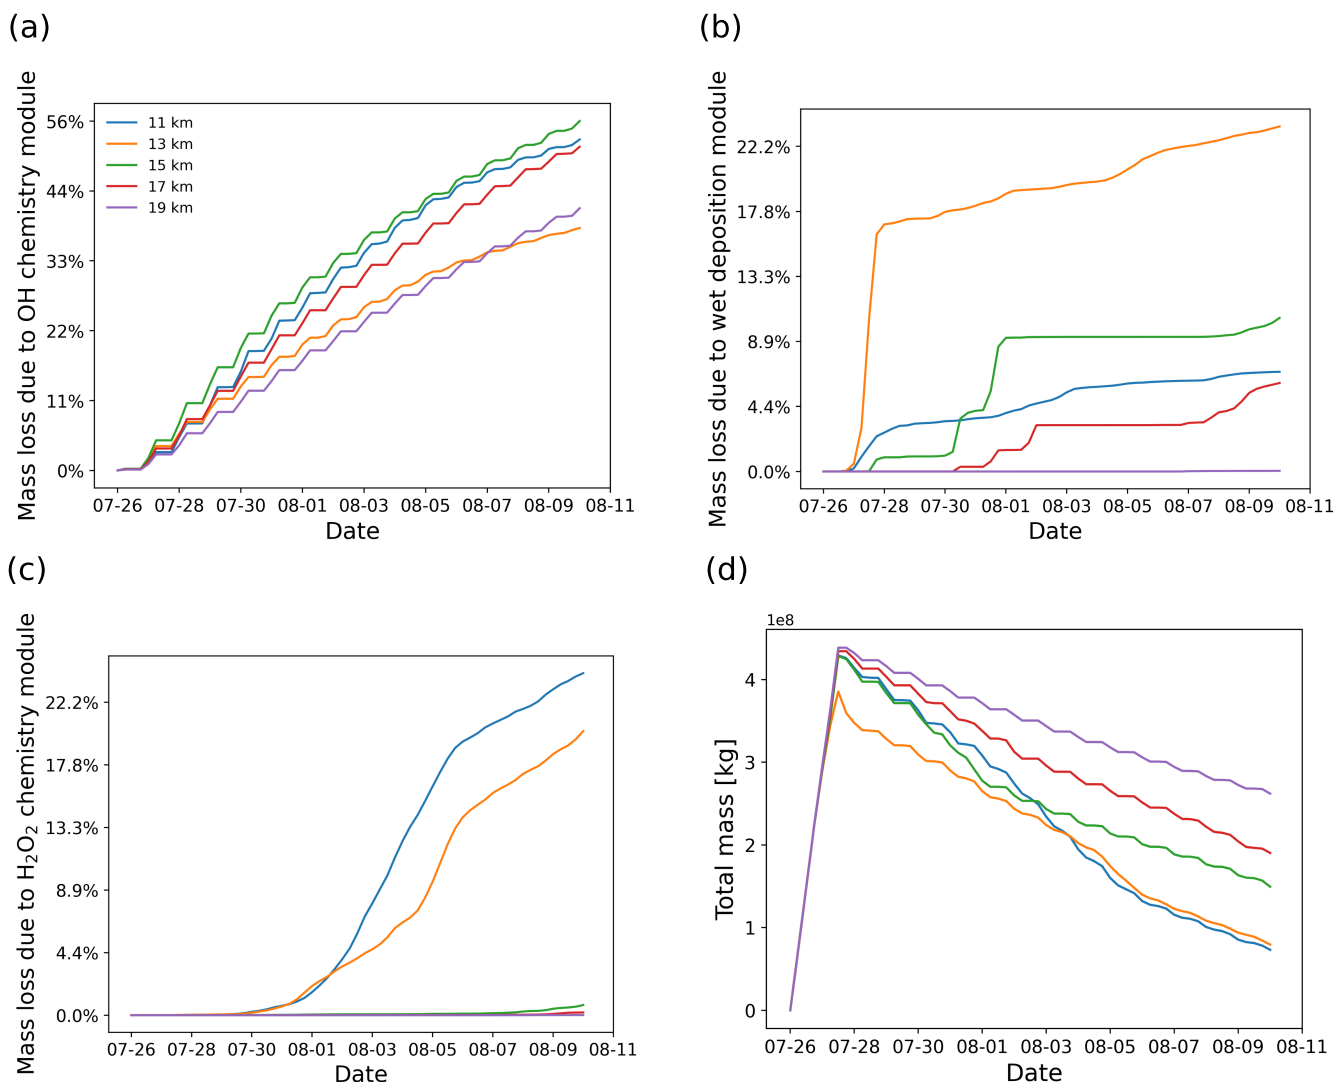 (a)
Mass loss due to OH chemistry module
56%
44%
33%
22%
11%
0%
11 km
13 km
15 km
17 km
19 km
07-26 07-28 07-30 08-01 08-03 08-05 08-07 08-09 08-11
Date
(b)
Mass loss due to wet deposition module
22.2%
17.8%
13.3%
8.9%
4.4%
0.0%
07-26 07-28 07-30 08-01 08-03 08-05 08-07 08-09 08-11
Date
(c)
Mass loss due to H₂O₂ chemistry module
22.2%
17.8%
13.3%
8.9%
4.4%
0.0%
07-26 07-28 07-30 08-01 08-03 08-05 08-07 08-09 08-11
Date
(d)
1e8
Total mass [kg]
4
3
2
1
0
07-26 07-28 07-30 08-01 08-03 08-05 08-07 08-09 08-11
Date